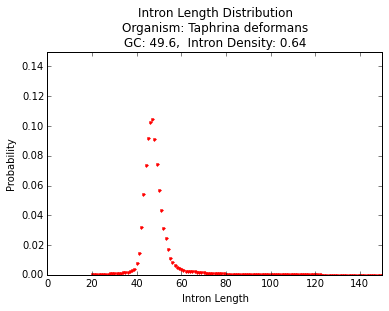 Intron Length Distribution
Organism: Taphrina deformans
GC: 49.6,  Intron Density: 0.64
0.14
0.12
0.10
0.08
0.06
0.04
0.02
0.00
Probability
0 20 40 60 80 100 120 140
Intron Length